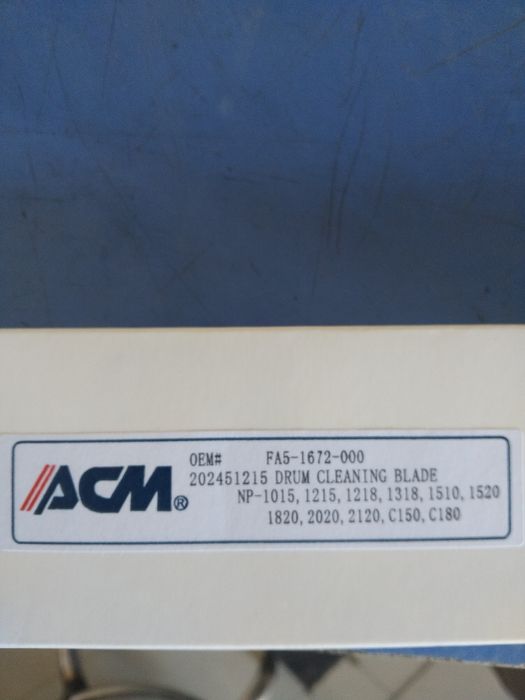 ACM®
OEM# FA5-1672-000
202451215 DRUM CLEANING BLADE
NP-1015, 1215, 1218, 1318, 1510, 1520
1820, 2020, 2120, C150, C180